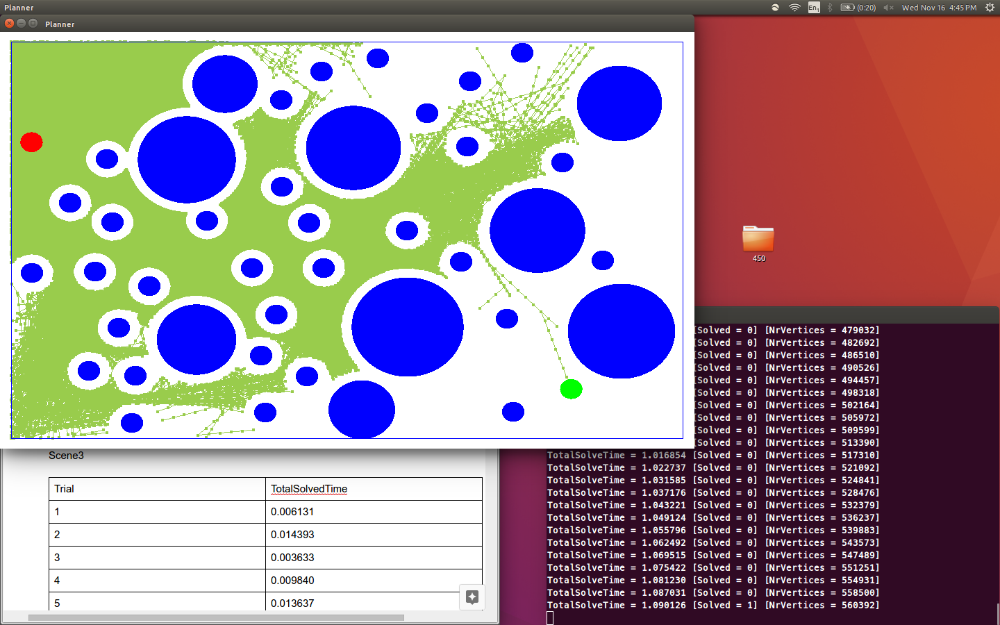 Planner
En1
(0:20)
Wed Nov 16 4:45 PM
Planner
450
[Solved = 0] [NrVertices = 479032]
[Solved = 0] [NrVertices = 482692]
[Solved = 0] [NrVertices = 486510]
[Solved = 0] [NrVertices = 490526]
[Solved = 0] [NrVertices = 494457]
[Solved = 0] [NrVertices = 498318]
[Solved = 0] [NrVertices = 502164]
[Solved = 0] [NrVertices = 505972]
[Solved = 0] [NrVertices = 509599]
[Solved = 0] [NrVertices = 513390]
TotalSolveTime = 1.016854 [Solved = 0] [NrVertices = 517310]
TotalSolveTime = 1.022737 [Solved = 0] [NrVertices = 521092]
TotalSolveTime = 1.031585 [Solved = 0] [NrVertices = 524841]
TotalSolveTime = 1.037176 [Solved = 0] [NrVertices = 528476]
TotalSolveTime = 1.043221 [Solved = 0] [NrVertices = 532379]
TotalSolveTime = 1.049124 [Solved = 0] [NrVertices = 536237]
TotalSolveTime = 1.055796 [Solved = 0] [NrVertices = 539883]
TotalSolveTime = 1.062492 [Solved = 0] [NrVertices = 543573]
TotalSolveTime = 1.069515 [Solved = 0] [NrVertices = 547489]
TotalSolveTime = 1.075422 [Solved = 0] [NrVertices = 551251]
TotalSolveTime = 1.081230 [Solved = 0] [NrVertices = 554931]
TotalSolveTime = 1.087031 [Solved = 0] [NrVertices = 558500]
TotalSolveTime = 1.090126 [Solved = 1] [NrVertices = 560392]
Scene3
Trial TotalSolvedTime
1 0.006131
2 0.014393
3 0.003633
4 0.009840
5 0.013637